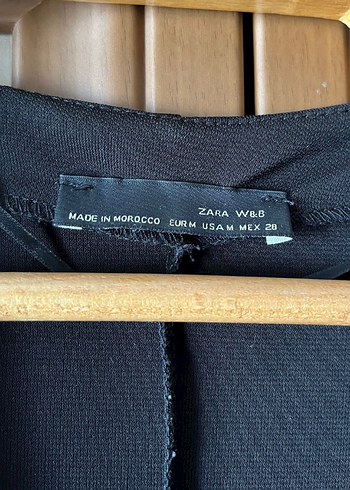 ZARA W&B
MADE IN MOROCCO EUR M USA M MEX 28